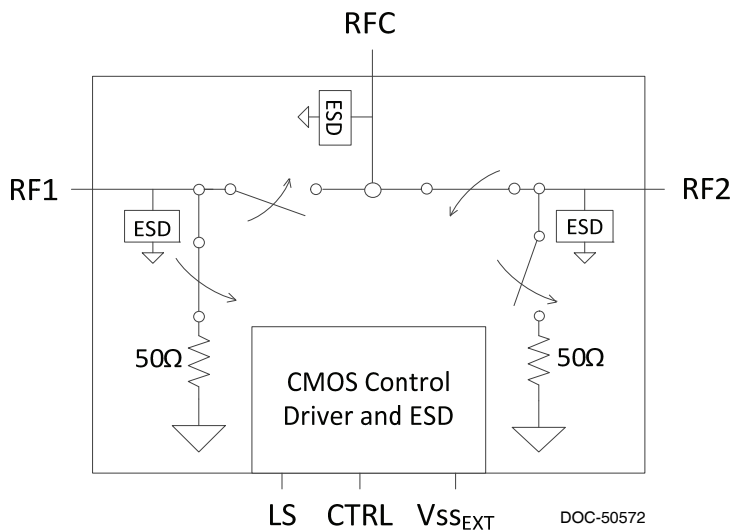 RFC
ESD
RF1
RF2
ESD
ESD
50Ω
50Ω
CMOS Control
Driver and ESD
LS CTRL VssEXT
DOC-50572